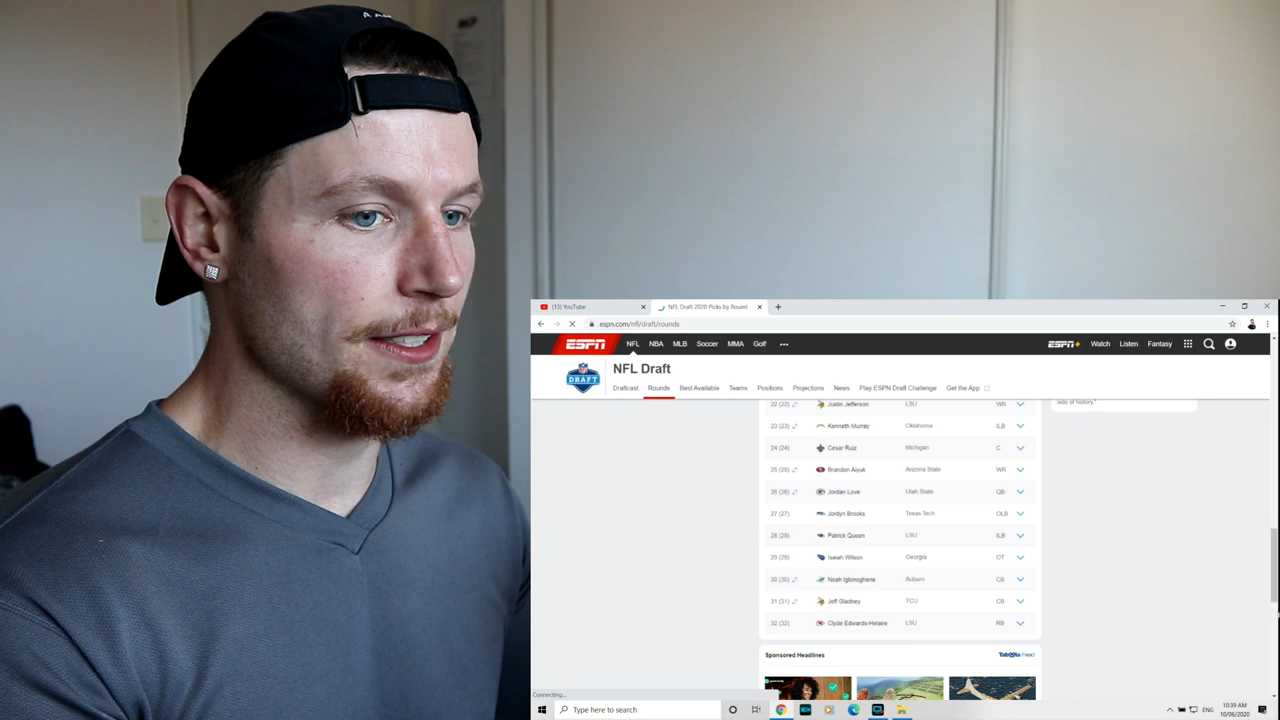 (13) YouTube
NFL Draft 2020 Picks by Round
espn.com/nfl/draft/rounds
ESPN NFL NBA MLB Soccer MMA Golf ••• ESPN+ Watch Listen Fantasy
DRAFT
NFL Draft
Draftcast Rounds Best Available Teams Positions Projections News Play ESPN Draft Challenge Get the App
22 (22) Justin Jefferson LSU WR
side of history."
23 (23) Kenneth Murray Oklahoma ILB
24 (24) Cesar Ruiz Michigan C
25 (25) Brandon Aiyuk Arizona State WR
26 (26) Jordan Love Utah State QB
27 (27) Jordyn Brooks Texas Tech OLB
28 (28) Patrick Queen LSU ILB
29 (29) Isaiah Wilson Georgia OT
30 (30) Noah Igbinoghene Auburn CB
31 (31) Jeff Gladney TCU CB
32 (32) Clyde Edwards-Helaire LSU RB
Sponsored Headlines Taboola Feed
Connecting...
Type here to search
ENG
10:39 AM
10/06/2020